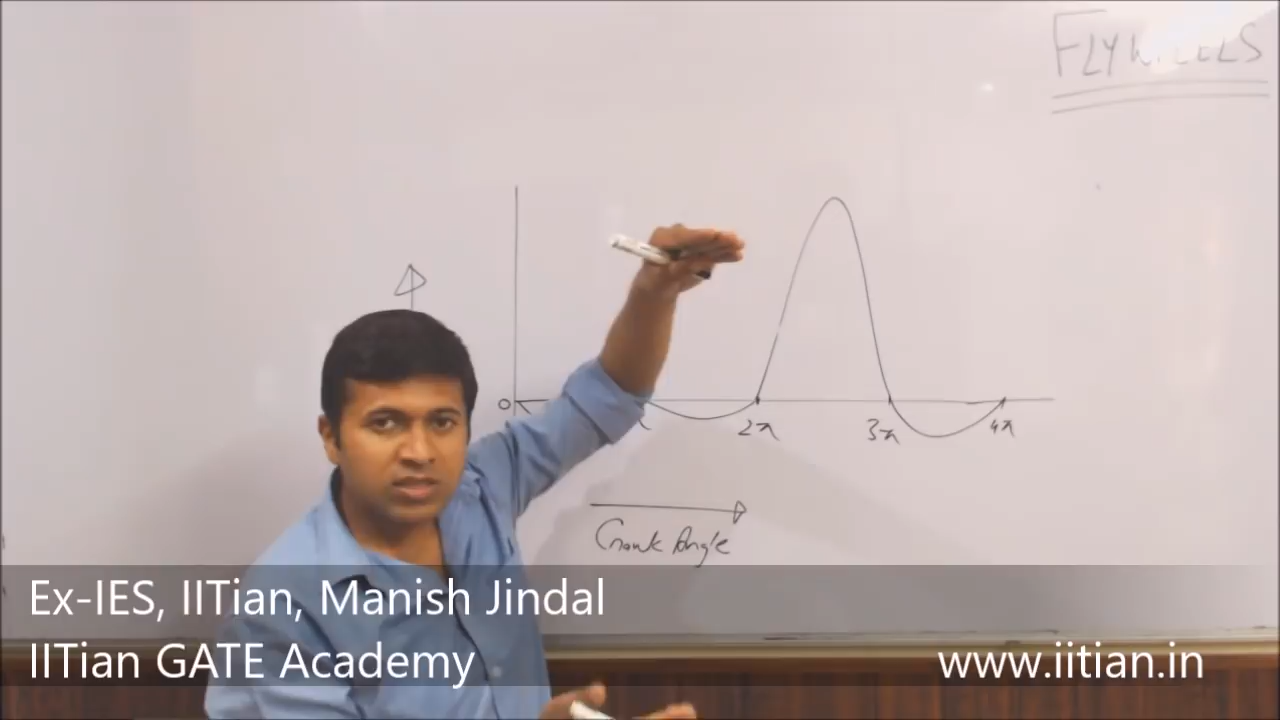 FLYWHEELS
0
2π
3π
4π
Crank Angle
Ex-IES, IITian, Manish Jindal
IITian GATE Academy
www.iitian.in